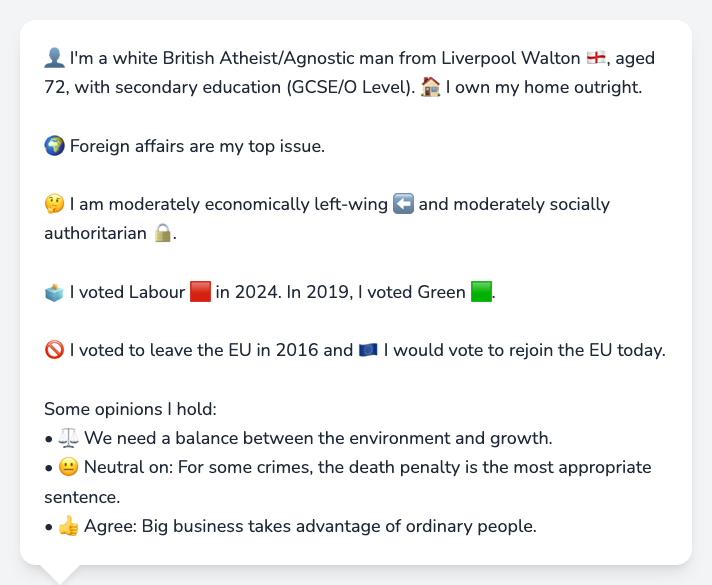 👤 I'm a white British Atheist/Agnostic man from Liverpool Walton 🏴󠁧󠁢󠁥󠁮󠁧󠁿, aged
72, with secondary education (GCSE/O Level). 🏠 I own my home outright.
🌍 Foreign affairs are my top issue.
🤔 I am moderately economically left-wing ⬅️ and moderately socially
authoritarian 🔒.
🗳️ I voted Labour 🟥 in 2024. In 2019, I voted Green 🟩.
🚫 I voted to leave the EU in 2016 and 🇪🇺 I would vote to rejoin the EU today.
Some opinions I hold:
• ⚖️ We need a balance between the environment and growth.
• 😐 Neutral on: For some crimes, the death penalty is the most appropriate
sentence.
• 👍 Agree: Big business takes advantage of ordinary people.